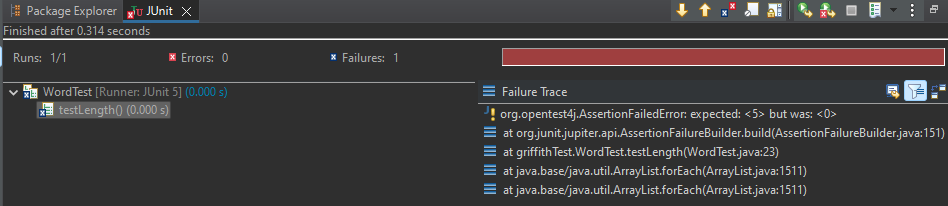 Package Explorer JUnit
Finished after 0.314 seconds
Runs: 1/1 Errors: 0 Failures: 1
WordTest [Runner: JUnit 5] (0.000 s)
testLength() (0.000 s)
Failure Trace
org.opentest4j.AssertionFailedError: expected: <5> but was: <0>
at org.junit.jupiter.api.AssertionFailureBuilder.build(AssertionFailureBuilder.java:151)
at griffithTest.WordTest.testLength(WordTest.java:23)
at java.base/java.util.ArrayList.forEach(ArrayList.java:1511)
at java.base/java.util.ArrayList.forEach(ArrayList.java:1511)